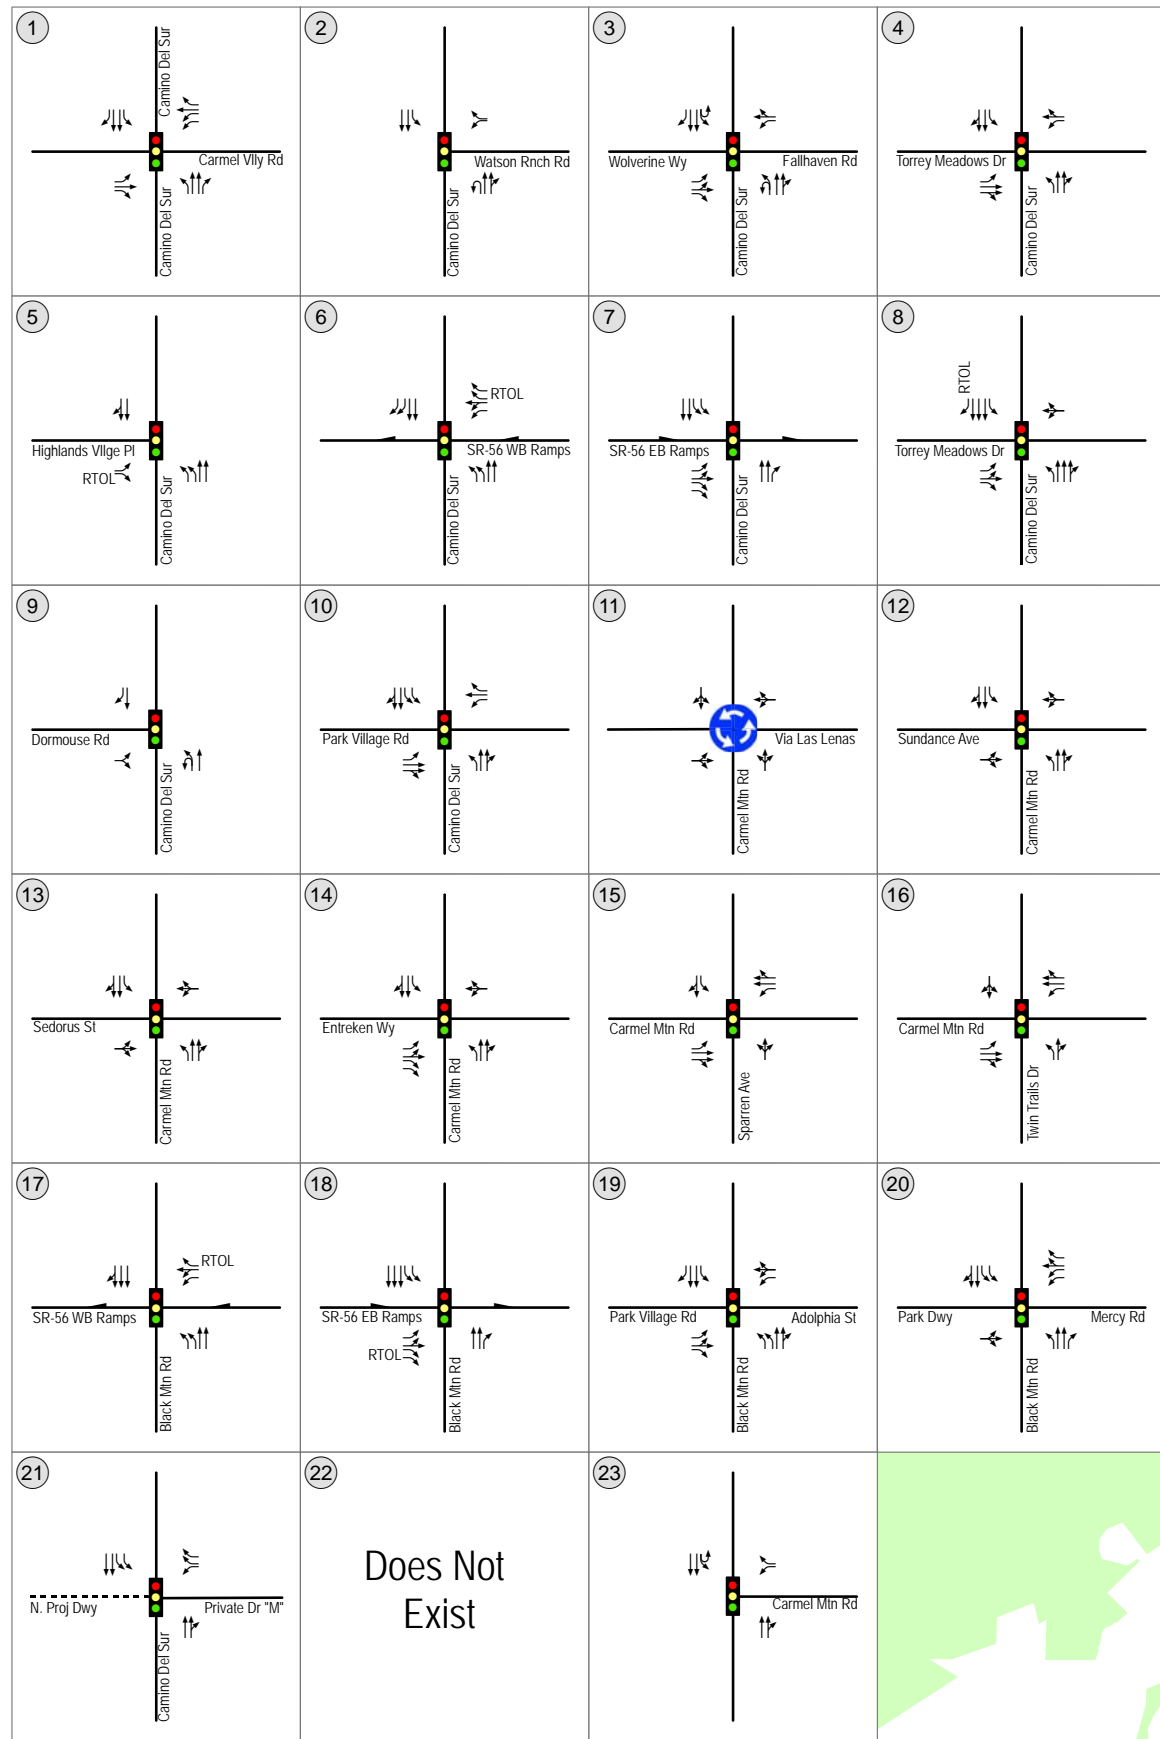 1
Camino Del Sur
Carmel Vlly Rd
Camino Del Sur
2
Watson Rnch Rd
Camino Del Sur
3
Wolverine Wy
Fallhaven Rd
Camino Del Sur
4
Torrey Meadows Dr
Camino Del Sur
5
Highlands Vllge Pl
RTOL
Camino Del Sur
6
RTOL
SR-56 WB Ramps
Camino Del Sur
7
SR-56 EB Ramps
Camino Del Sur
8
RTOL
Torrey Meadows Dr
Camino Del Sur
9
Dormouse Rd
Camino Del Sur
10
Park Village Rd
Camino Del Sur
11
Via Las Lenas
Carmel Mtn Rd
12
Sundance Ave
Carmel Mtn Rd
13
Sedorus St
Carmel Mtn Rd
14
Entreken Wy
Carmel Mtn Rd
15
Carmel Mtn Rd
Sparren Ave
16
Carmel Mtn Rd
Twin Trails Dr
17
RTOL
SR-56 WB Ramps
Black Mtn Rd
18
SR-56 EB Ramps
RTOL
Black Mtn Rd
19
Park Village Rd
Adolphia St
Black Mtn Rd
20
Park Dwy
Mercy Rd
Black Mtn Rd
21
N. Proj Dwy
Private Dr "M"
Camino Del Sur
22
Does Not
Exist
23
Carmel Mtn Rd